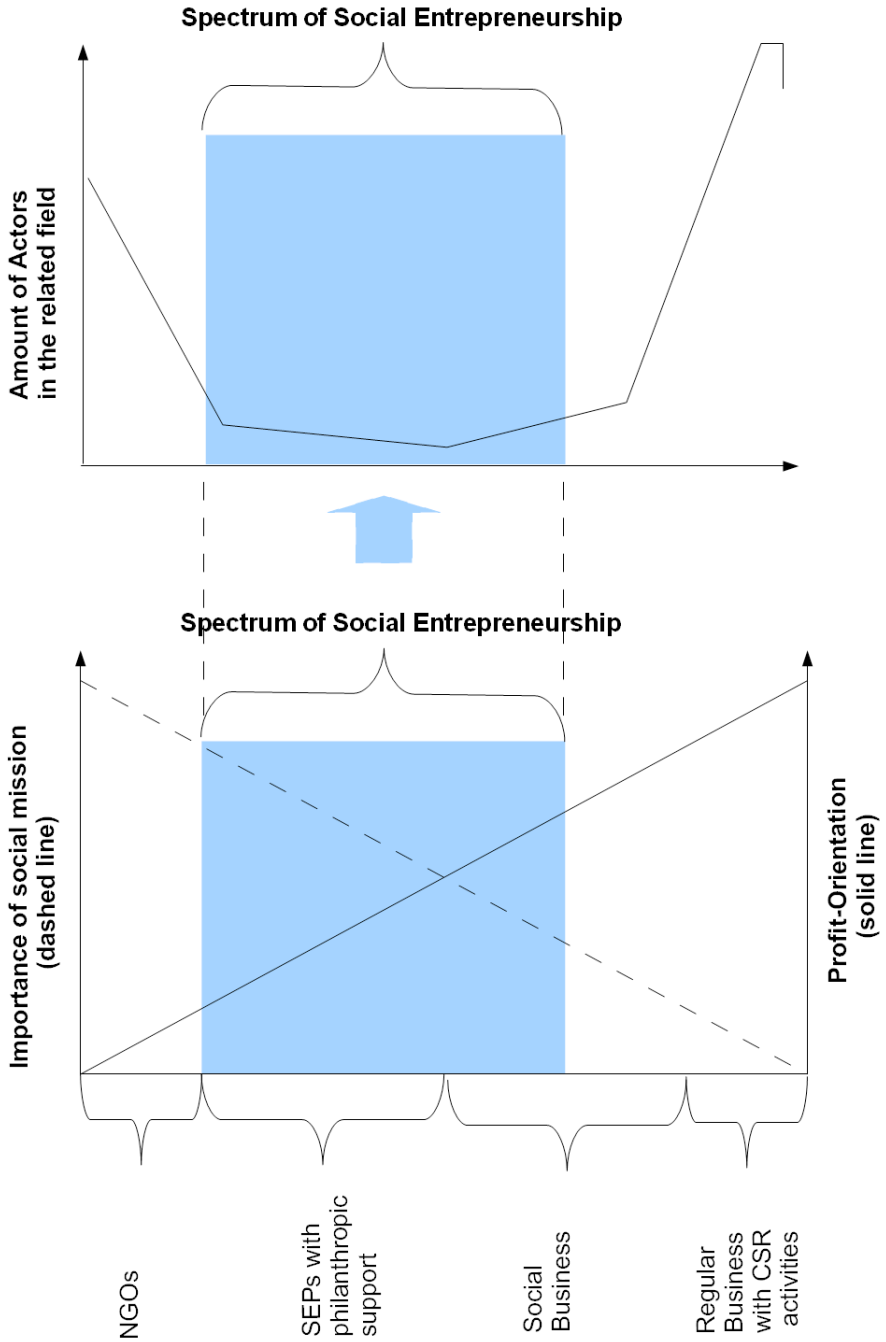 Spectrum of Social Entrepreneurship
Amount of Actors
in the related field
Spectrum of Social Entrepreneurship
Importance of social mission
(dashed line)
Profit-Orientation
(solid line)
NGOs
SEPs with
philanthropic
support
Social
Business
Regular
Business
with CSR
activities